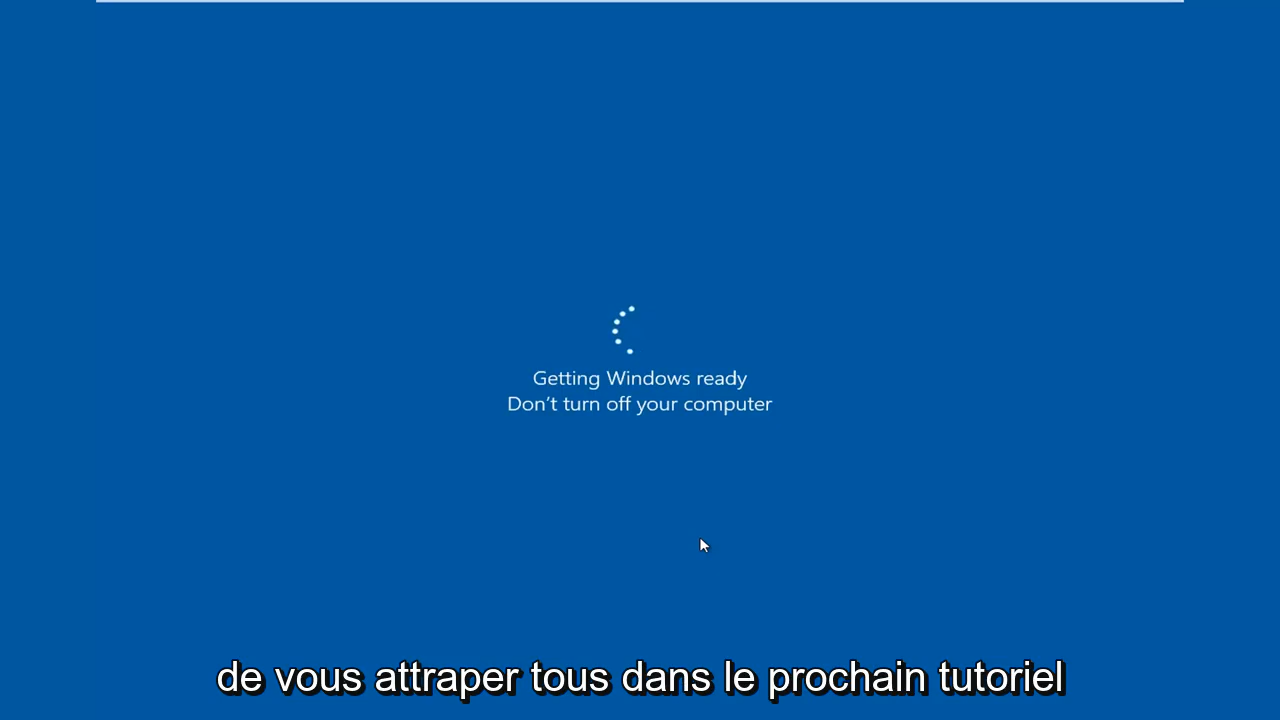 Getting Windows ready
Don't turn off your computer
de vous attraper tous dans le prochain tutoriel